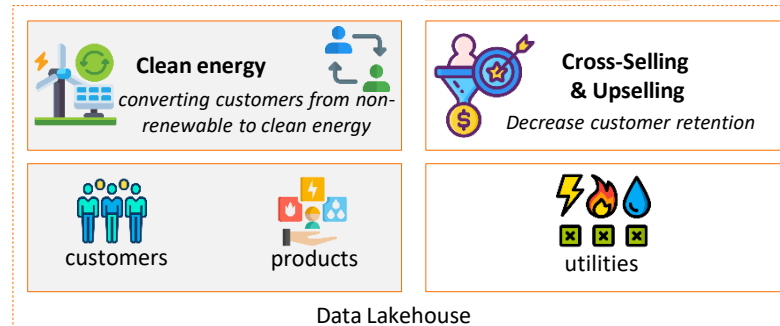 Clean energy
converting customers from non-
renewable to clean energy
Cross-Selling
& Upselling
Decrease customer retention
customers
products
utilities
Data Lakehouse